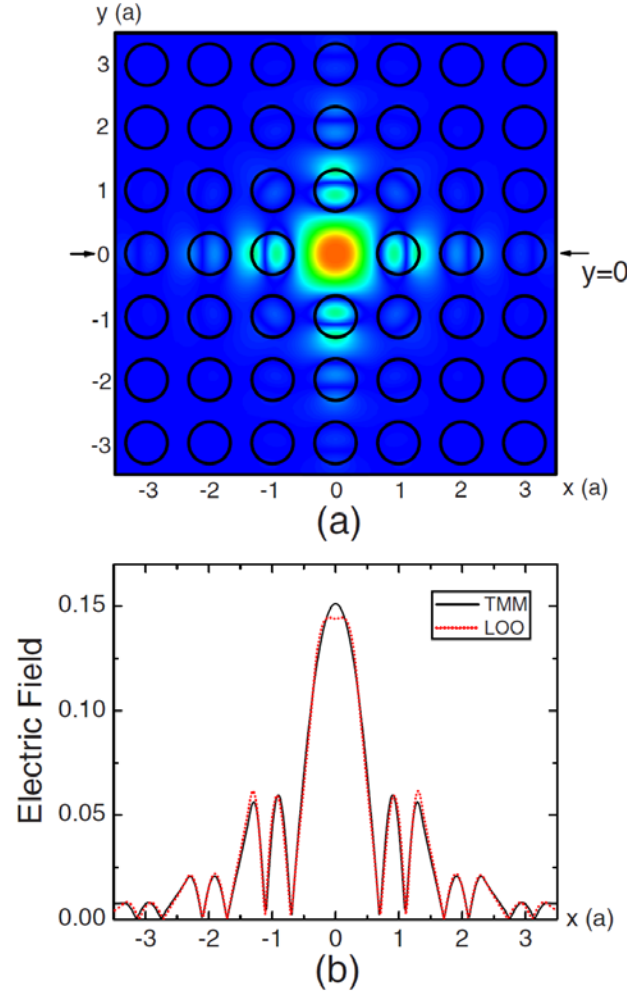 y (a)
3
2
1
0
y=0
-1
-2
-3
-3 -2 -1 0 1 2 3 x (a)
(a)
0.15
TMM
LOO
0.10
Electric Field
0.05
0.00
-3 -2 -1 0 1 2 3 x (a)
(b)